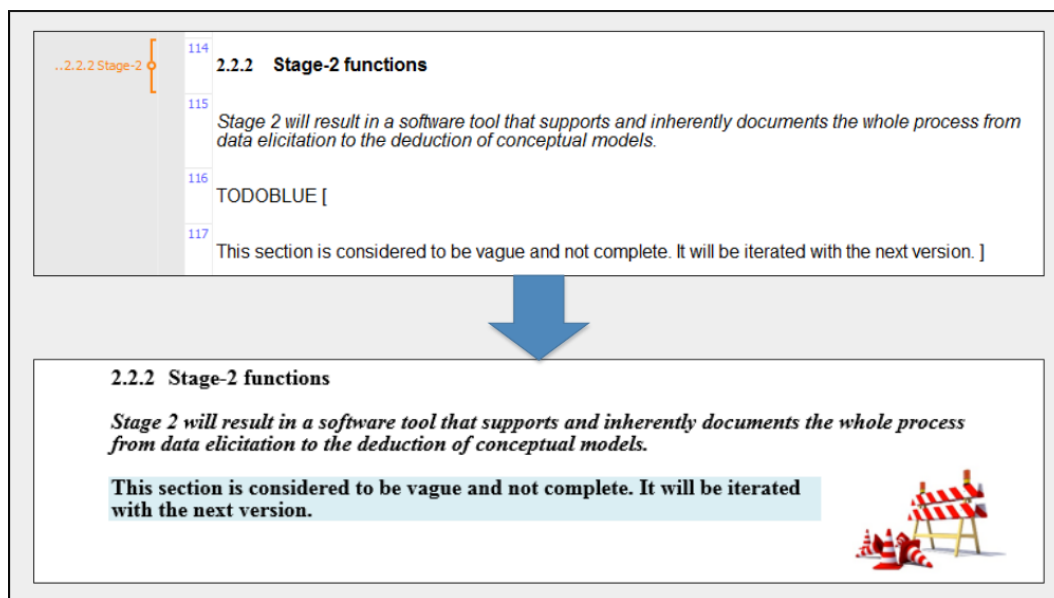 ..2.2.2 Stage-2
114
2.2.2 Stage-2 functions
115
Stage 2 will result in a software tool that supports and inherently documents the whole process from
data elicitation to the deduction of conceptual models.
116
TODOBLUE [
117
This section is considered to be vague and not complete. It will be iterated with the next version. ]
2.2.2 Stage-2 functions
Stage 2 will result in a software tool that supports and inherently documents the whole process
from data elicitation to the deduction of conceptual models.
This section is considered to be vague and not complete. It will be iterated
with the next version.